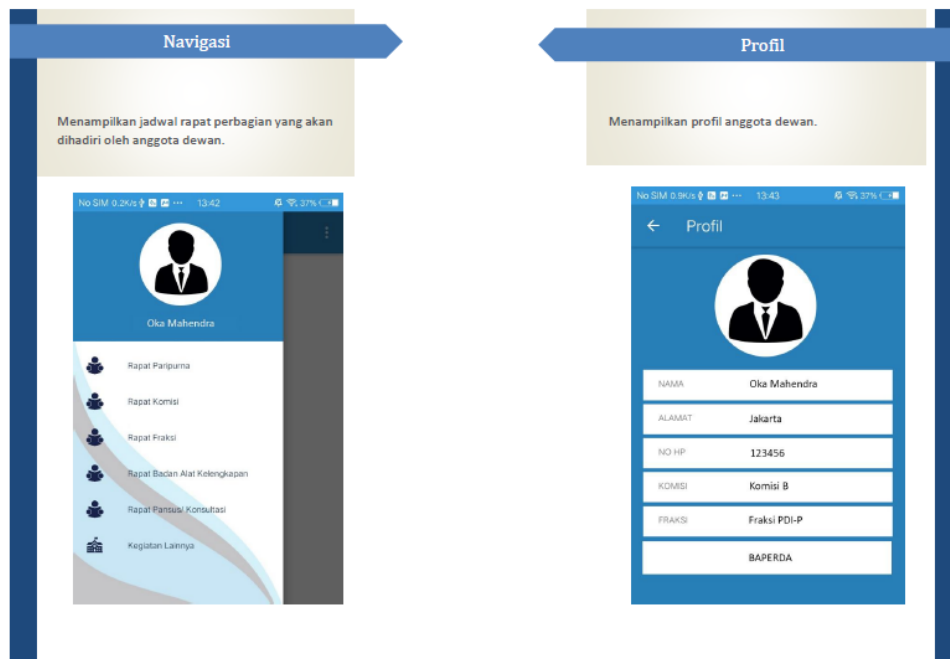 Navigasi
Menampilkan jadwal rapat perbagian yang akan
dihadiri oleh anggota dewan.
No SIM 0.2K/s ··· 13:42 37%
Oka Mahendra
Rapat Paripurna
Rapat Komisi
Rapat Fraksi
Rapat Badan Alat Kelengkapan
Rapat Pansus/ Konsultasi
Kegiatan Lainnya
Profil
Menampilkan profil anggota dewan.
No SIM 0.9K/s ··· 13:43 37%
Profil
NAMA Oka Mahendra
ALAMAT Jakarta
NO HP 123456
KOMISI Komisi B
FRAKSI Fraksi PDI-P
BAPERDA